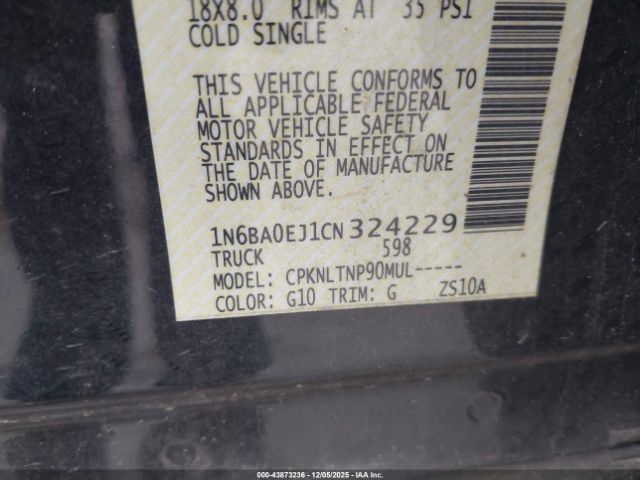 18X8.0 RIMS AT 35 PSI
COLD SINGLE
THIS VEHICLE CONFORMS TO
ALL APPLICABLE FEDERAL
MOTOR VEHICLE SAFETY
STANDARDS IN EFFECT ON
THE DATE OF MANUFACTURE
SHOWN ABOVE.
1N6BA0EJ1CN324229
TRUCK 598
MODEL: CPKNLTNP90MUL-----
COLOR: G10 TRIM: G ZS10A
000-43873236 - 12/05/2025 - IAA Inc.